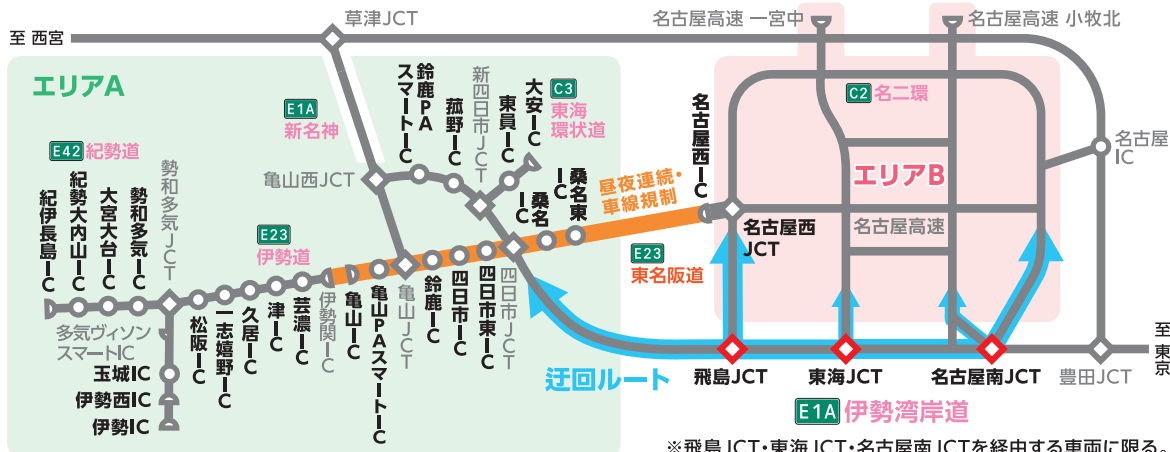 草津JCT
名古屋高速 一宮中
名古屋高速 小牧北
至 西宮
エリアA
E1A
新名神
鈴鹿PA
スマートIC
菰野IC
新四日市JCT
東員IC
大安IC
C3
東海
環状道
名古屋西IC
C2 名二環
名古屋
IC
E42 紀勢道
亀山西JCT
エリアB
紀伊長島IC
紀勢大内山IC
大宮大台IC
勢和多気IC
勢和多気JCT
E23
伊勢道
桑名IC
桑名東IC
昼夜連続・
車線規制
名古屋西
JCT
名古屋高速
E23
東名阪道
多気ヴィソン
スマートIC
玉城IC
伊勢西IC
伊勢IC
松阪IC
一志嬉野IC
久居IC
津IC
芸濃IC
伊勢関IC
亀山IC
亀山PAスマートIC
亀山JCT
鈴鹿IC
四日市IC
四日市東IC
四日市JCT
至 東京
迂回ルート
飛島JCT
東海JCT
名古屋南JCT
豊田JCT
E1A 伊勢湾岸道
※飛島JCT・東海JCT・名古屋南JCTを経由する車両に限る。